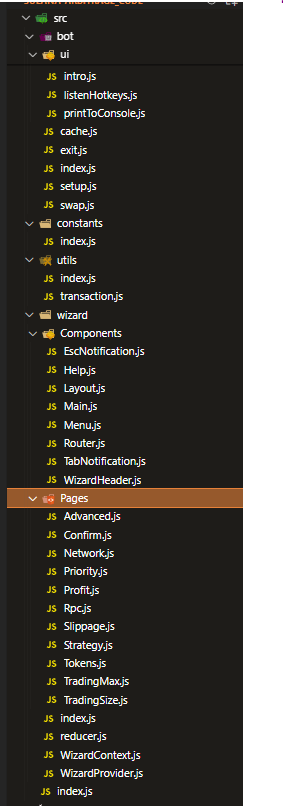 src
bot
ui
JS intro.js
JS listenHotkeys.js
JS printToConsole.js
JS cache.js
JS exit.js
JS index.js
JS setup.js
JS swap.js
constants
JS index.js
utils
JS index.js
JS transaction.js
wizard
Components
JS EscNotification.js
JS Help.js
JS Layout.js
JS Main.js
JS Menu.js
JS Router.js
JS TabNotification.js
JS WizardHeader.js
Pages
JS Advanced.js
JS Confirm.js
JS Network.js
JS Priority.js
JS Profit.js
JS Rpc.js
JS Slippage.js
JS Strategy.js
JS Tokens.js
JS TradingMax.js
JS TradingSize.js
JS index.js
JS reducer.js
JS WizardContext.js
JS WizardProvider.js
JS index.js